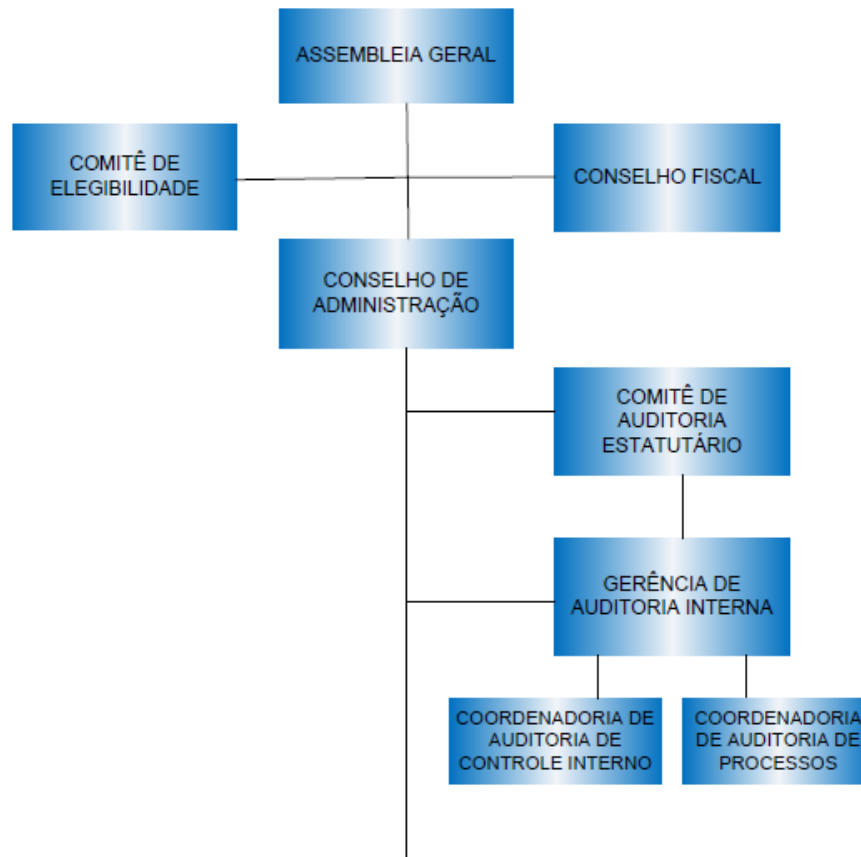 ASSEMBLEIA GERAL
COMITÊ DE
ELEGIBILIDADE
CONSELHO FISCAL
CONSELHO DE
ADMINISTRAÇÃO
COMITÊ DE
AUDITORIA
ESTATUTÁRIO
GERÊNCIA DE
AUDITORIA INTERNA
COORDENADORIA DE
AUDITORIA DE
CONTROLE INTERNO
COORDENADORIA
DE AUDITORIA DE
PROCESSOS